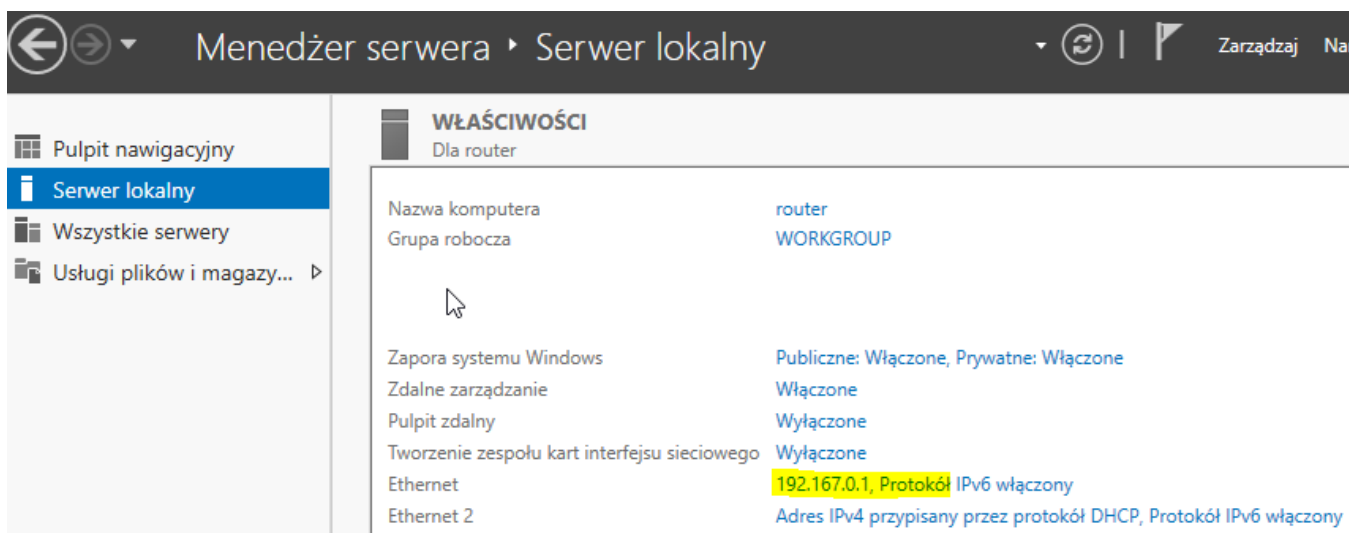 Menedżer serwera ‣ Serwer lokalny
Zarządzaj Na
Pulpit nawigacyjny
Serwer lokalny
Wszystkie serwery
Usługi plików i magazy...
WŁAŚCIWOŚCI
Dla router
Nazwa komputera router
Grupa robocza WORKGROUP
Zapora systemu Windows Publiczne: Włączone, Prywatne: Włączone
Zdalne zarządzanie Włączone
Pulpit zdalny Wyłączone
Tworzenie zespołu kart interfejsu sieciowego Wyłączone
Ethernet 192.167.0.1, Protokół IPv6 włączony
Ethernet 2 Adres IPv4 przypisany przez protokół DHCP, Protokół IPv6 włączony